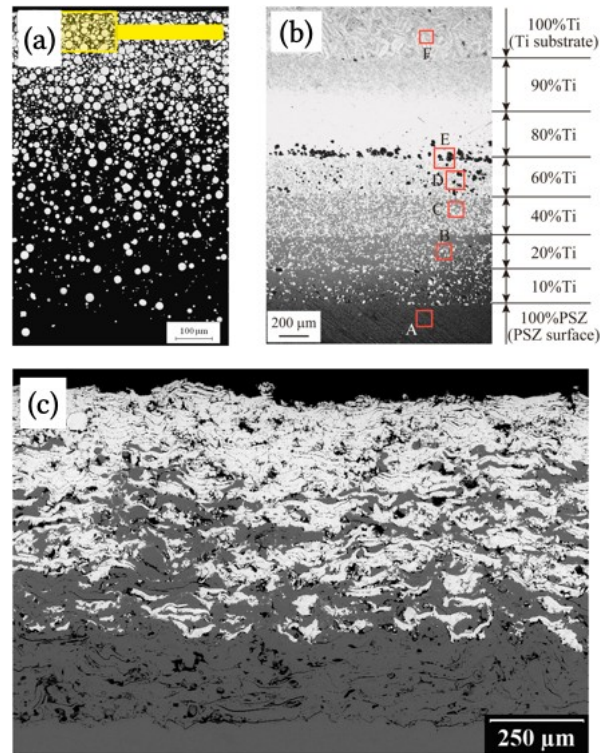 (a)
100 μm
(b)
F
E
D
C
B
A
200 μm
100%Ti
(Ti substrate)
90%Ti
80%Ti
60%Ti
40%Ti
20%Ti
10%Ti
100%PSZ
(PSZ surface)
(c)
250 μm